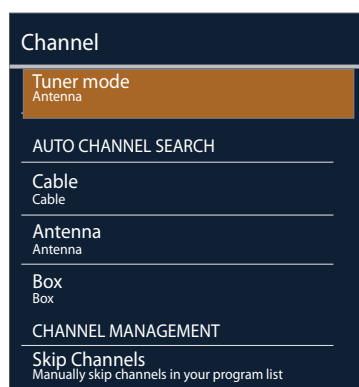 Channel
Tuner mode
Antenna
AUTO CHANNEL SEARCH
Cable
Cable
Antenna
Antenna
Box
Box
CHANNEL MANAGEMENT
Skip Channels
Manually skip channels in your program list